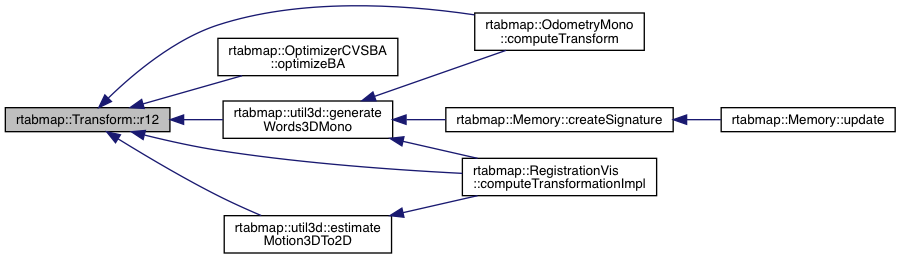 rtabmap::Transform::r12
rtabmap::OdometryMono
::computeTransform
rtabmap::OptimizerCVSBA
::optimizeBA
rtabmap::util3d::generate
Words3DMono
rtabmap::Memory::createSignature
rtabmap::Memory::update
rtabmap::RegistrationVis
::computeTransformationImpl
rtabmap::util3d::estimate
Motion3DTo2D